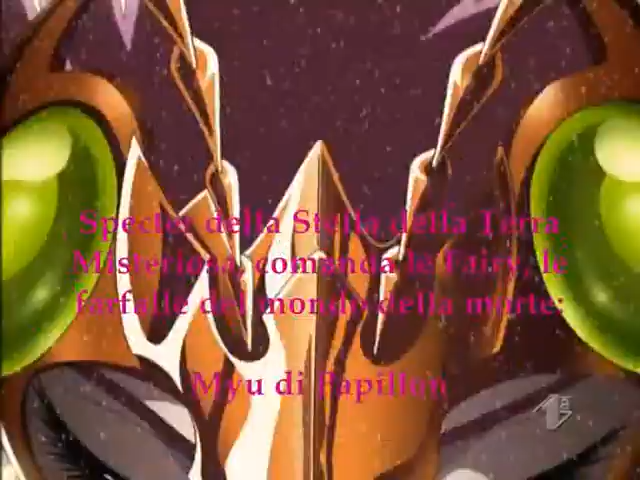 Specter della Stella della Terra
Misteriosa, comanda le Fairy, le
farfalle del mondo della morte:
Myu di Papillon